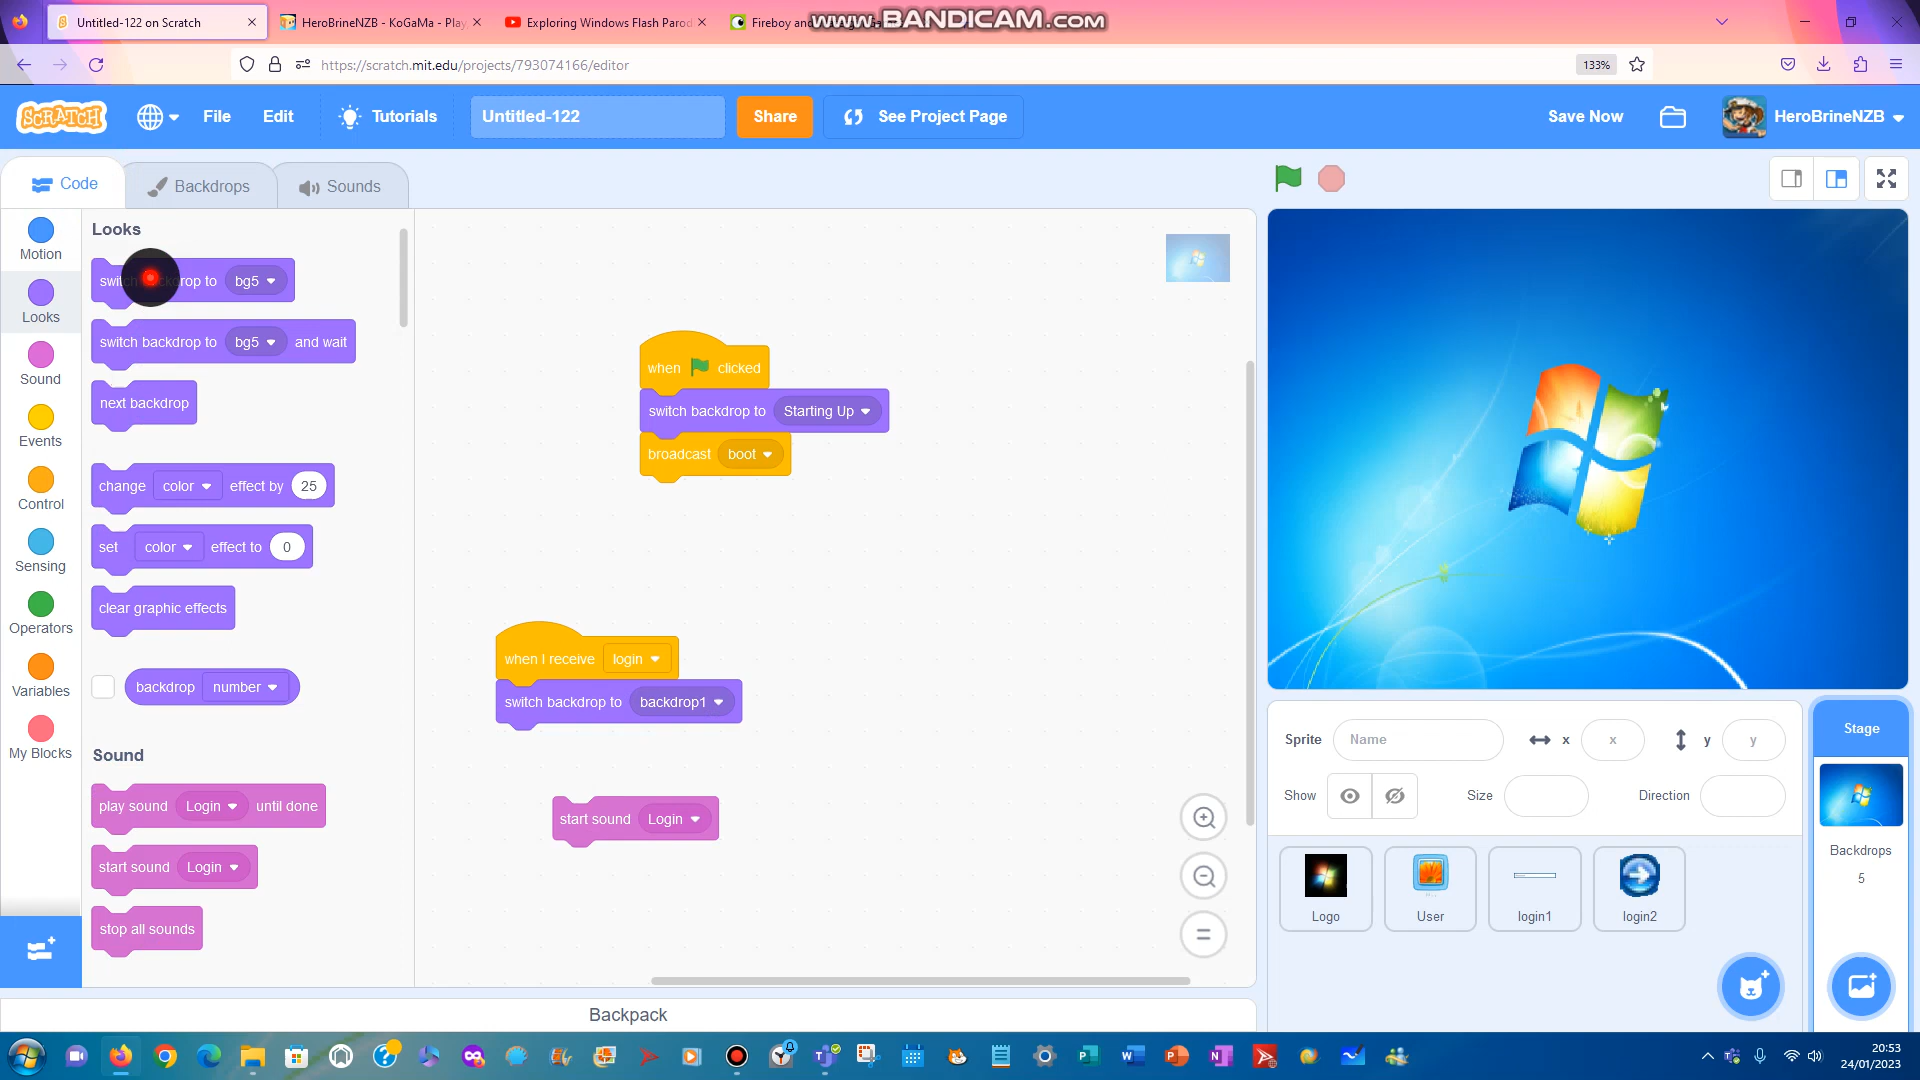 Untitled-122 on Scratch
HeroBrineNZB - KoGaMa - Play
Exploring Windows Flash Parod
Fireboy and
www.BANDICAM.com
https://scratch.mit.edu/projects/793074166/editor
133%
SCRATCH
File
Edit
Tutorials
Untitled-122
Share
See Project Page
Save Now
HeroBrineNZB
Code
Backdrops
Sounds
Motion
Looks
Sound
Events
Control
Sensing
Operators
Variables
My Blocks
Looks
switch backdrop to bg5
switch backdrop to bg5 and wait
next backdrop
change color effect by 25
set color effect to 0
clear graphic effects
backdrop number
Sound
play sound Login until done
start sound Login
stop all sounds
when clicked
switch backdrop to Starting Up
broadcast boot
when I receive login
switch backdrop to backdrop1
start sound Login
Backpack
Sprite
Name
x
x
y
y
Show
Size
Direction
Logo
User
login1
login2
Stage
Backdrops
5
20:53
24/01/2023